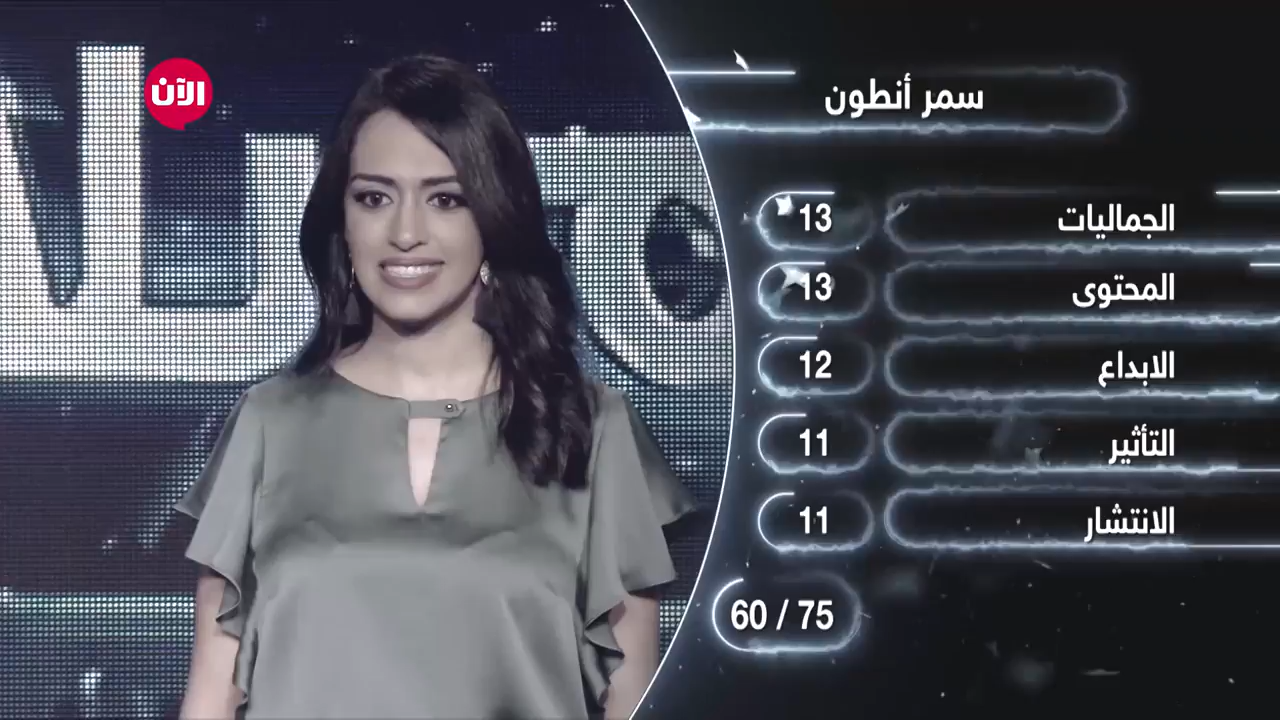 الآن
سمر أنطون
الجماليات 13
المحتوى 13
الابداع 12
التأثير 11
الانتشار 11
60 / 75